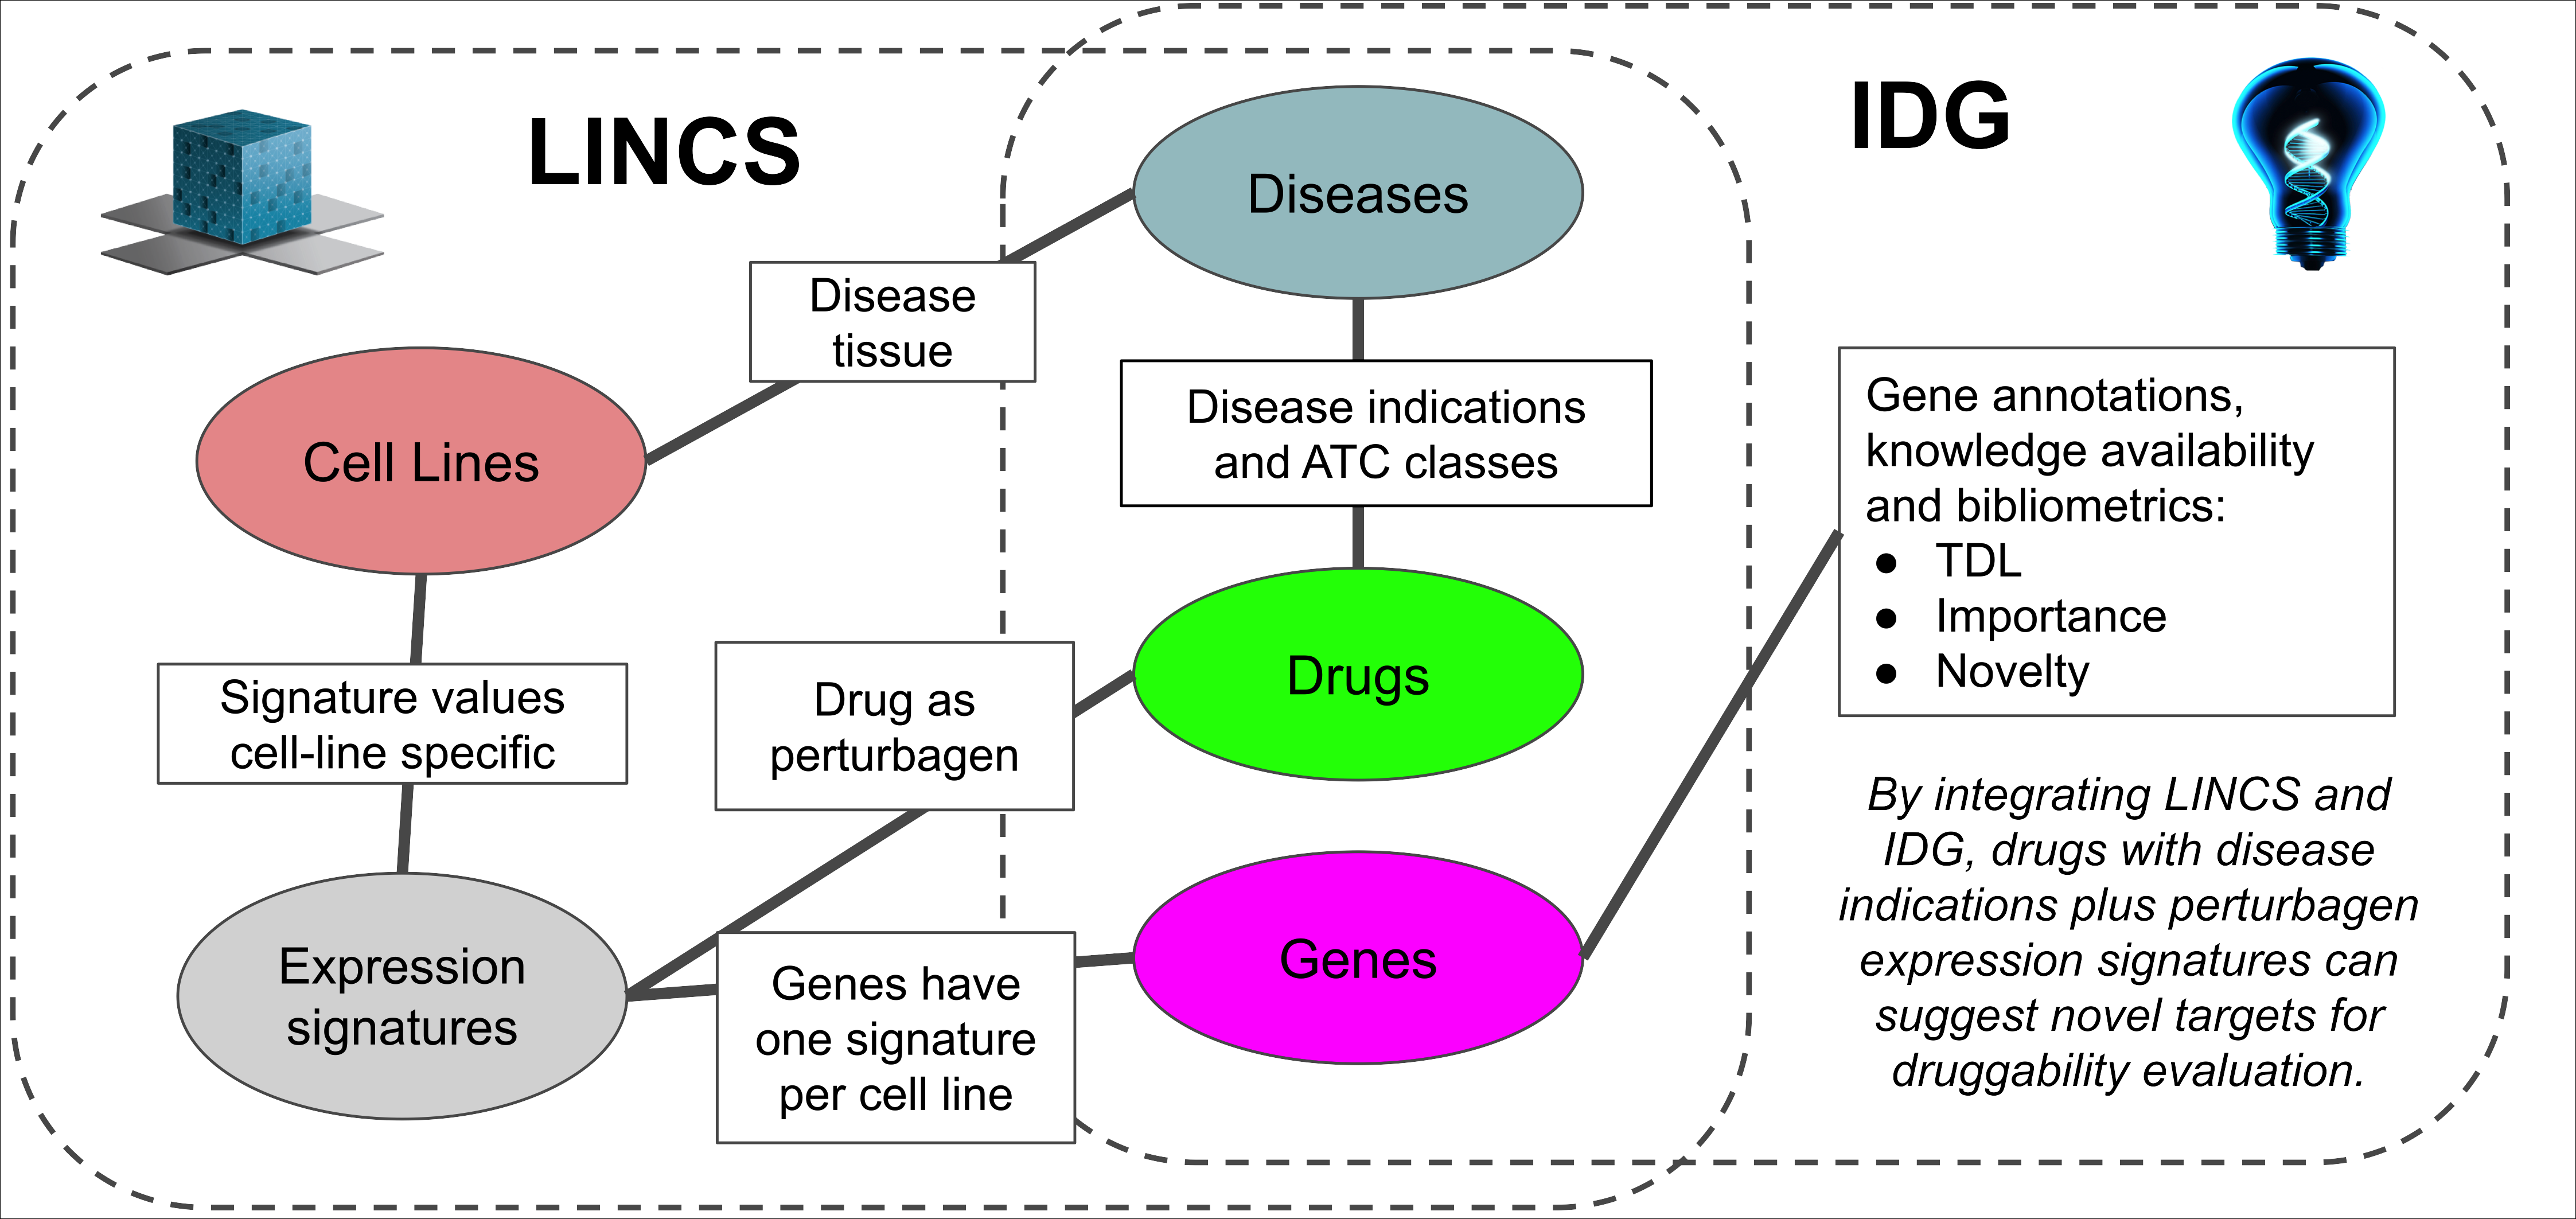 LINCS
IDG
Diseases
Disease
tissue
Cell Lines
Disease indications
and ATC classes
Gene annotations,
knowledge availability
and bibliometrics:
● TDL
● Importance
● Novelty
Signature values
cell-line specific
Drug as
perturbagen
Drugs
Expression
signatures
Genes have
one signature
per cell line
Genes
By integrating LINCS and
IDG, drugs with disease
indications plus perturbagen
expression signatures can
suggest novel targets for
druggability evaluation.